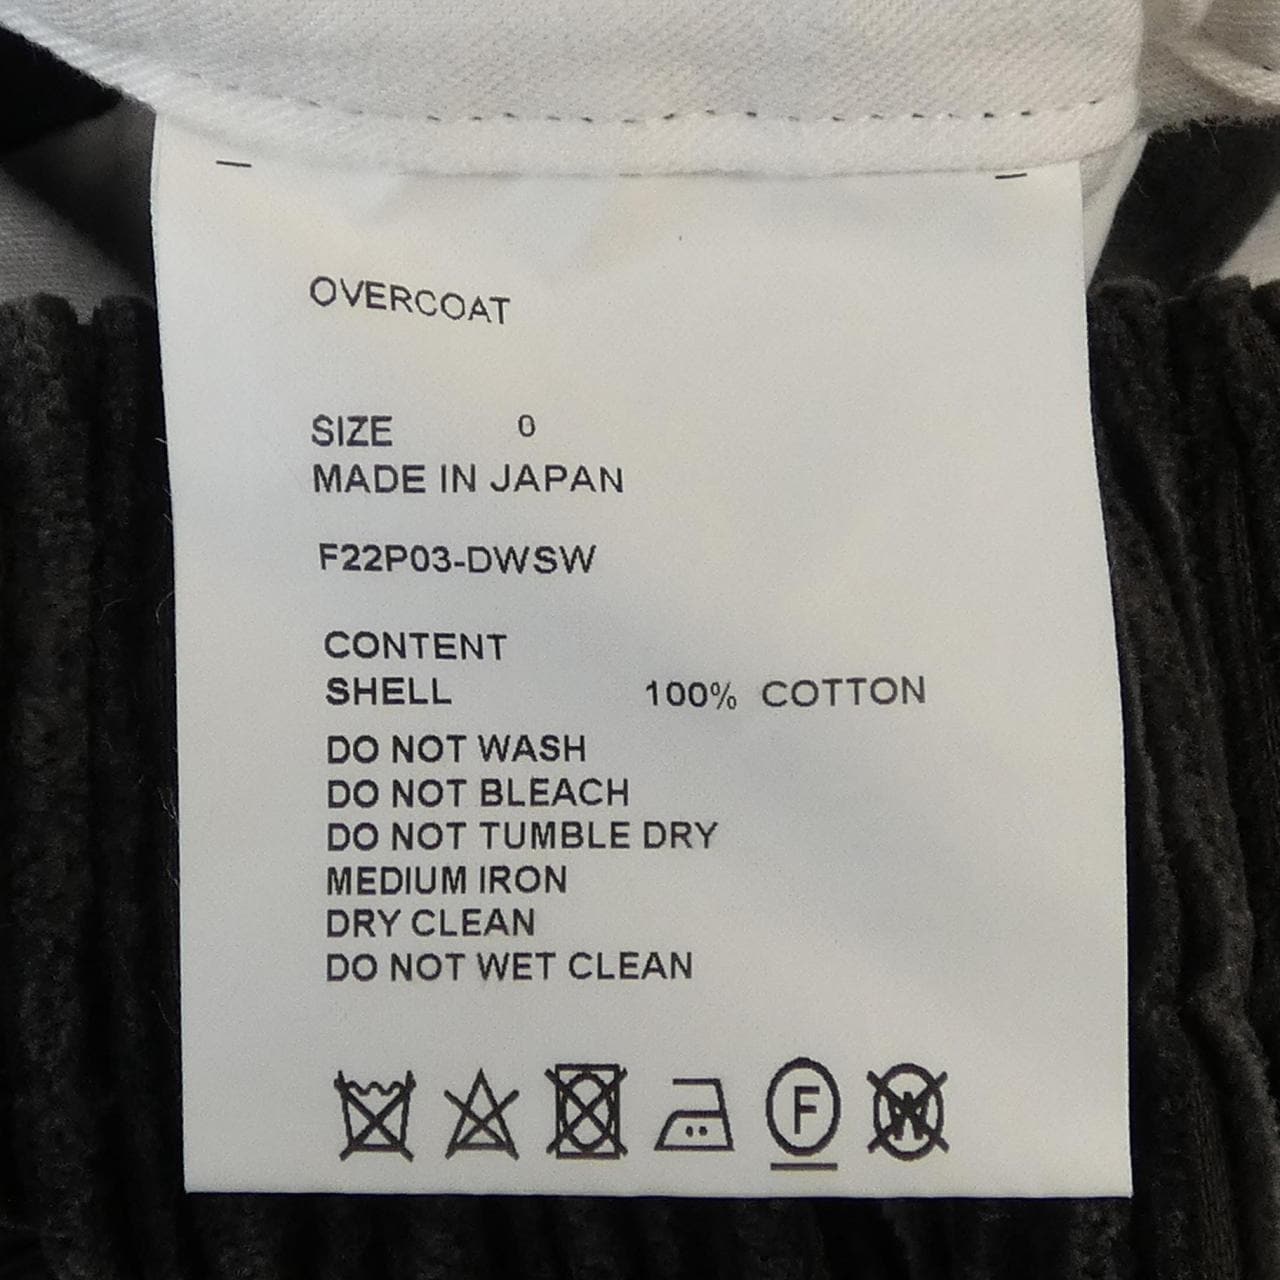 OVERCOAT
SIZE 0
MADE IN JAPAN
F22P03-DWSW
CONTENT
SHELL 100% COTTON
DO NOT WASH
DO NOT BLEACH
DO NOT TUMBLE DRY
MEDIUM IRON
DRY CLEAN
DO NOT WET CLEAN
F W